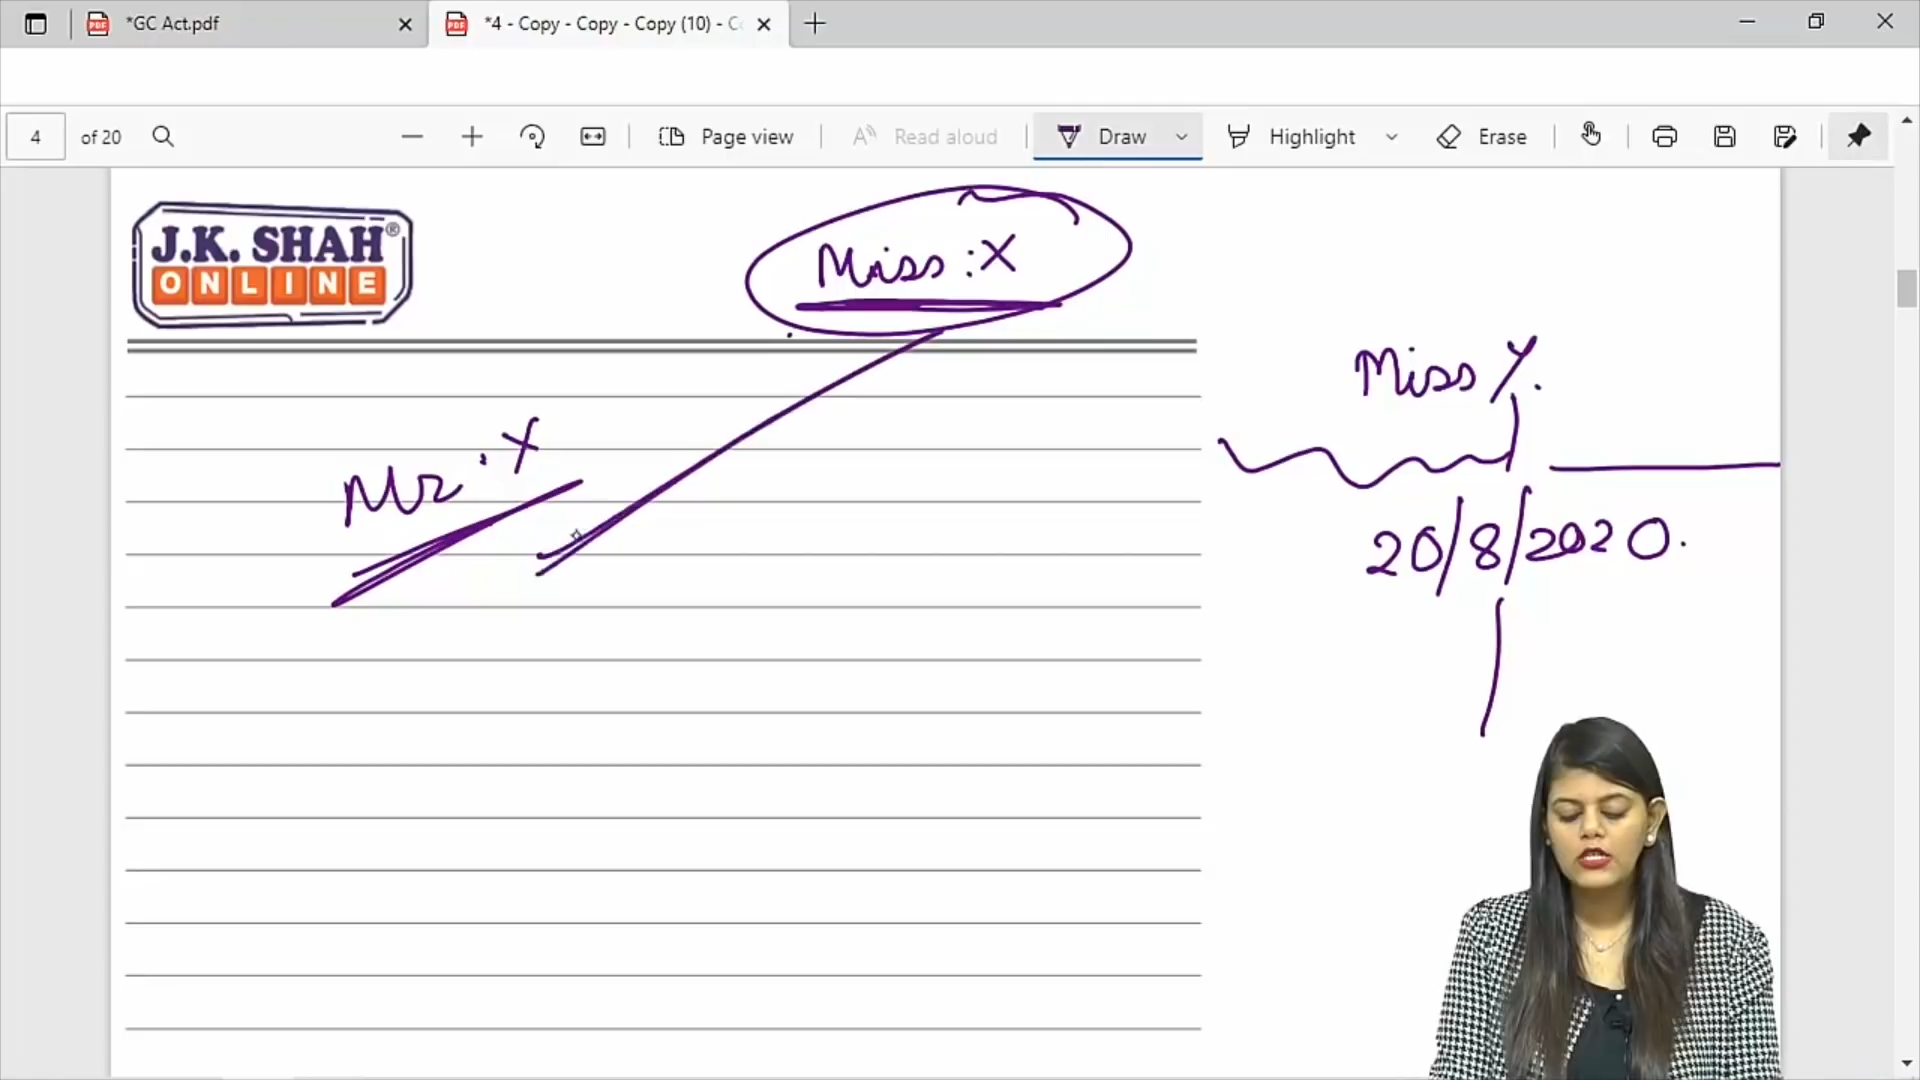 *GC Act.pdf
*4 - Copy - Copy - Copy (10) - C
4 of 20 Page view Read aloud Draw Highlight Erase
J.K. SHAH®
ONLINE
Miss : X
Miss Y.
Mr. X
20/8/2020.